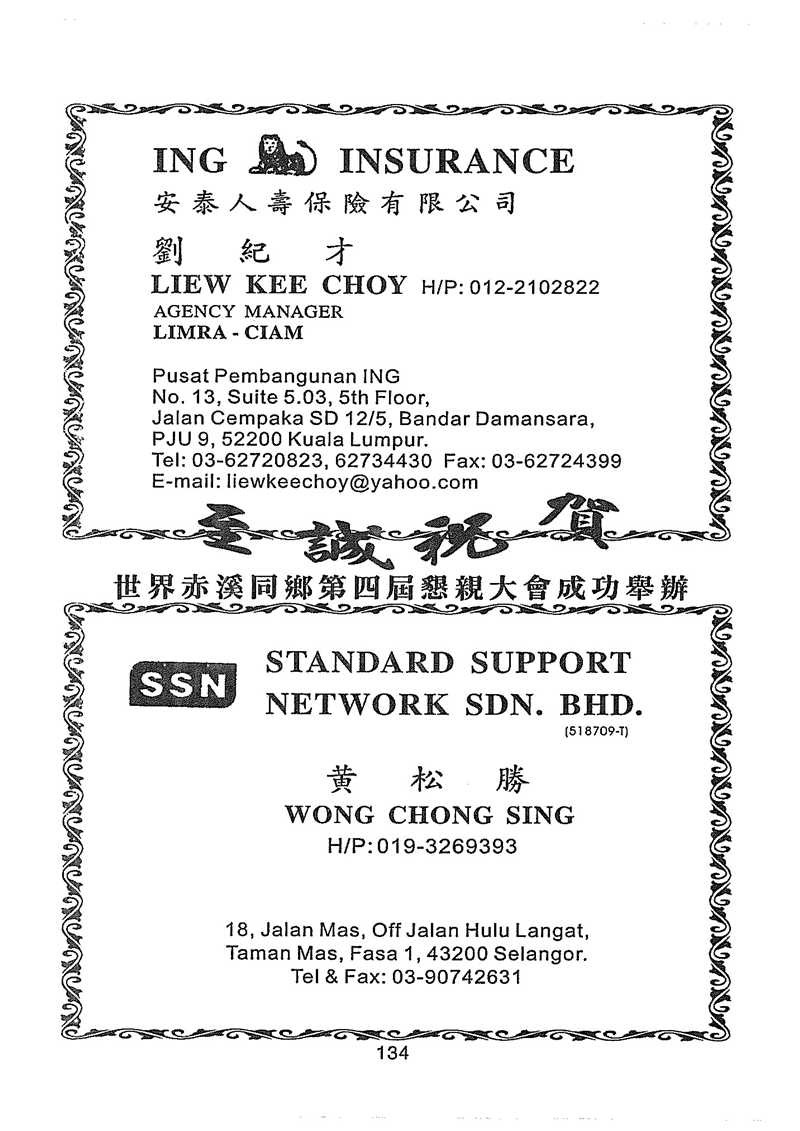 ING INSURANCE
安泰人壽保險有限公司
劉紀才
LIEW KEE CHOY H/P: 012-2102822
AGENCY MANAGER
LIMRA - CIAM
Pusat Pembangunan ING
No. 13, Suite 5.03, 5th Floor,
Jalan Cempaka SD 12/5, Bandar Damansara,
PJU 9, 52200 Kuala Lumpur.
Tel: 03-62720823, 62734430 Fax: 03-62724399
E-mail: liewkeechoy@yahoo.com
至誠祝賀
世界赤溪同鄉第四屆懇親大會成功舉辦
SSN
STANDARD SUPPORT
NETWORK SDN. BHD.
(518709-T)
黃松勝
WONG CHONG SING
H/P: 019-3269393
18, Jalan Mas, Off Jalan Hulu Langat,
Taman Mas, Fasa 1, 43200 Selangor.
Tel & Fax: 03-90742631
134